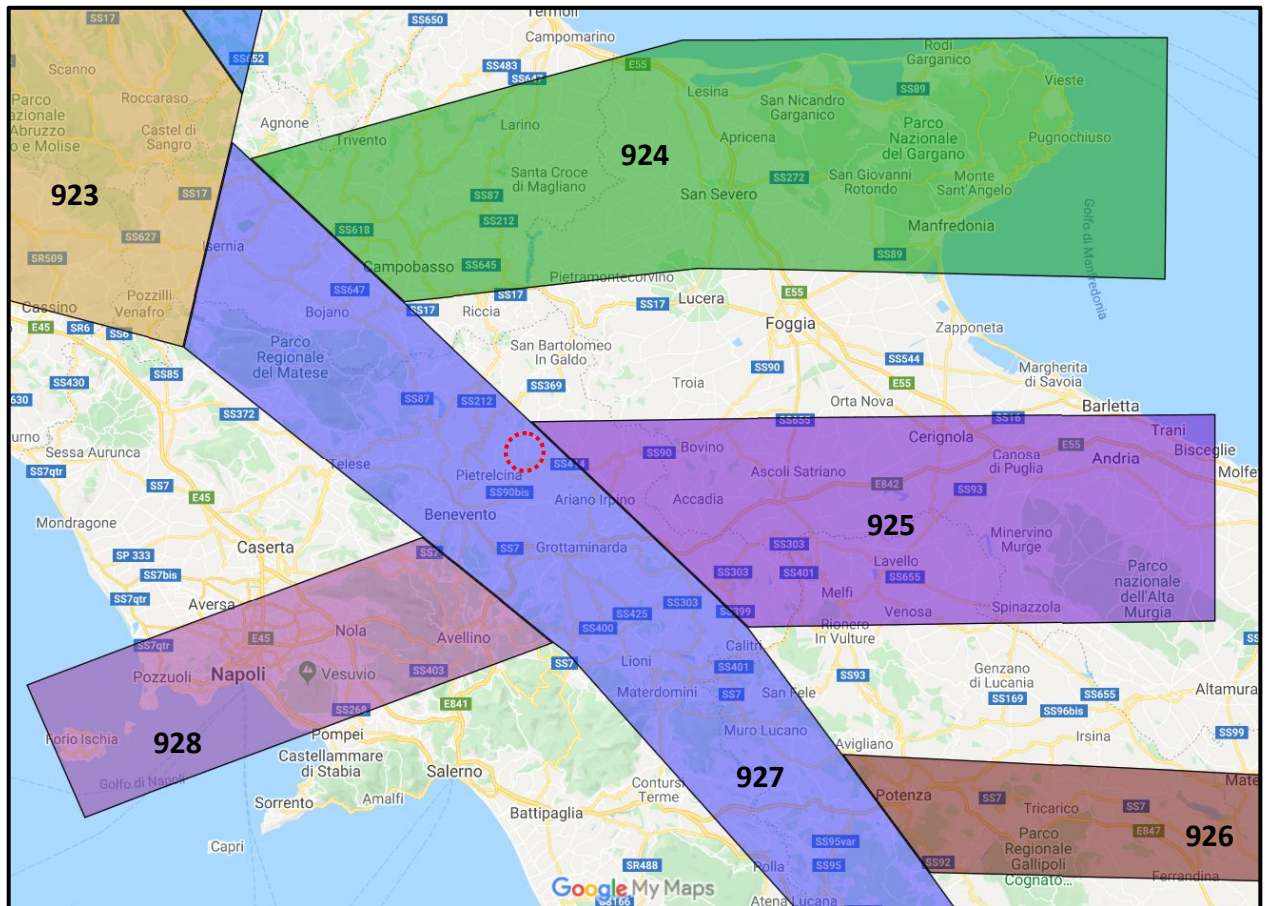 SS17
SS650
Termoli
Campomarino
Scanno
SS652
SS483
SS647
E55
Rodi
Garganico
Vieste
Parco
Roccaraso
Agnone
Lesina
San Nicandro
Garganico
SS89
azionale
Abruzzo
o e Molise
Castel di
Sangro
Trivento
Larino
Apricena
Parco
Nazionale
del Gargano
Pugnochiuso
924
923
SS17
Santa Croce
di Magliano
SS87
San Severo
SS272
San Giovanni
Rotondo
Monte
Sant'Angelo
SS627
Isernia
SS618
SS212
Manfredonia
Golfo di Manfredonia
SR509
Campobasso
SS645
SS89
Cassino
Pozzilli
Venafro
SS647
Pietramontecorvino
SS17
SS17
SS17
Lucera
E55
E45
SR6
SS6
Bojano
Riccia
Foggia
Zapponeta
Parco
Regionale
del Matese
San Bartolomeo
In Galdo
SS85
SS430
SS90
SS544
Margherita
di Savoia
630
SS372
SS87
SS212
SS369
Troia
E55
Orta Nova
Barletta
SS655
SS16
Trani
Sessa Aurunca
Cerignola
E55
Bisceglie
SS7qtr
Telese
Pietrelcina
SS90
Bovino
Canosa
di Puglia
Andria
Molfet
SS7
E45
SS90bis
Ariano Irpino
Accadia
Ascoli Satriano
E842
SS93
Mondragone
Benevento
925
Minervino
Murge
Caserta
SS7
Grottaminarda
SS303
SP 333
SS7bis
SS7
SS303
SS401
Lavello
SS655
Parco
nazionale
dell'Alta
Murgia
SS7qtr
Aversa
Melfi
Venosa
Spinazzola
E45
Nola
SS425
SS303
SS399
SS7qtr
Avellino
SS400
Rionero
In Vulture
Pozzuoli
Napoli
Vesuvio
SS403
SS7
Lioni
Calitri
SS401
SS93
Genzano
di Lucania
Altamura
E841
Materdomini
SS7
San Fele
SS169
SS655
SS96bis
Forio Ischia
928
SS268
Pompei
Muro Lucano
Avigliano
Irsina
SS99
Castellammare
di Stabia
Salerno
927
Golfo di Napoli
Contursi
Terme
Potenza
SS7
Mate
Sorrento
Amalfi
Battipaglia
Tricarico
SS7
E847
926
Capri
SS95var
Parco
Regionale
Gallipoli
Cognato...
SR488
Polla
SS95
SS92
Ferrandina
Google My Maps
SS166
Atena Lucana